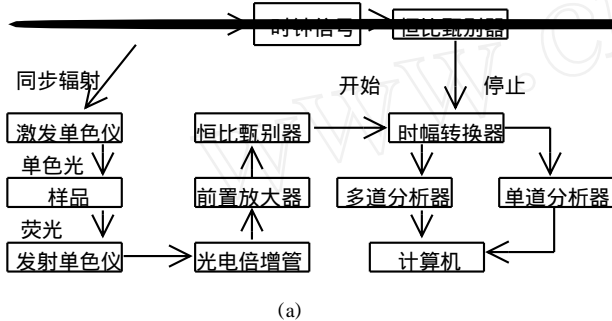 时钟信号 恒比甄别器
同步辐射 开始 停止
激发单色仪 恒比甄别器 时幅转换器
单色光
样品 前置放大器 多道分析器 单道分析器
荧光
发射单色仪 光电倍增管 计算机
(a)